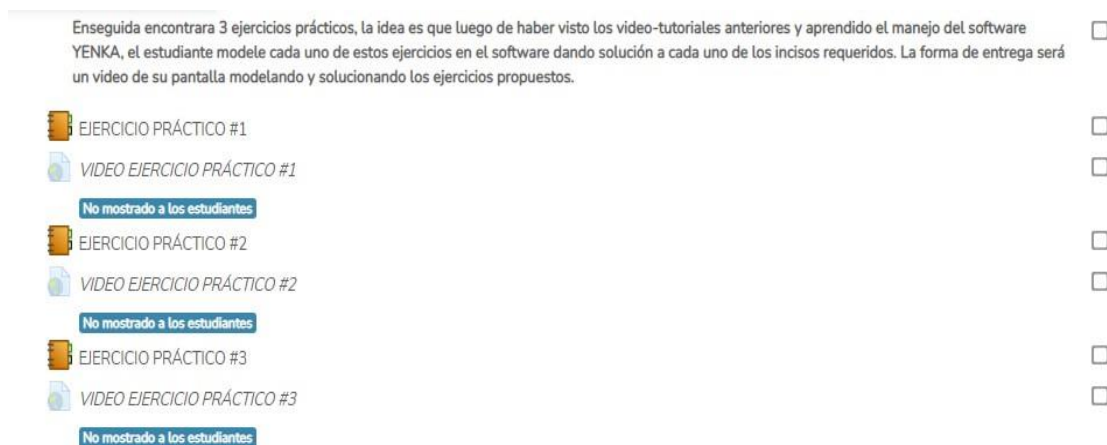 Enseguida encontrara 3 ejercicios prácticos, la idea es que luego de haber visto los video-tutoriales anteriores y aprendido el manejo del software
YENKA, el estudiante modele cada uno de estos ejercicios en el software dando solución a cada uno de los incisos requeridos. La forma de entrega será
un video de su pantalla modelando y solucionando los ejercicios propuestos.
EJERCICIO PRÁCTICO #1
VIDEO EJERCICIO PRÁCTICO #1
No mostrado a los estudiantes
EJERCICIO PRÁCTICO #2
VIDEO EJERCICIO PRÁCTICO #2
No mostrado a los estudiantes
EJERCICIO PRÁCTICO #3
VIDEO EJERCICIO PRÁCTICO #3
No mostrado a los estudiantes